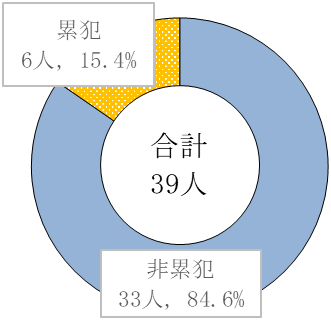 累犯
6人, 15.4%
合計
39人
非累犯
33人, 84.6%